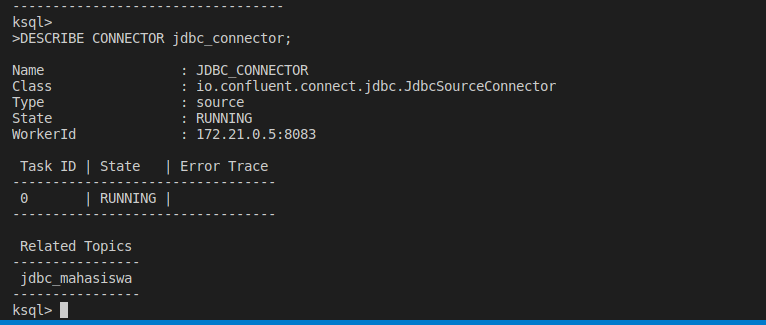 ----------------------------------
ksql>
>DESCRIBE CONNECTOR jdbc_connector;
Name                 : JDBC_CONNECTOR
Class                : io.confluent.connect.jdbc.JdbcSourceConnector
Type                 : source
State                : RUNNING
WorkerId             : 172.21.0.5:8083
 Task ID | State   | Error Trace
---------------------------------
 0       | RUNNING |
---------------------------------
 Related Topics
----------------
 jdbc_mahasiswa
----------------
ksql>